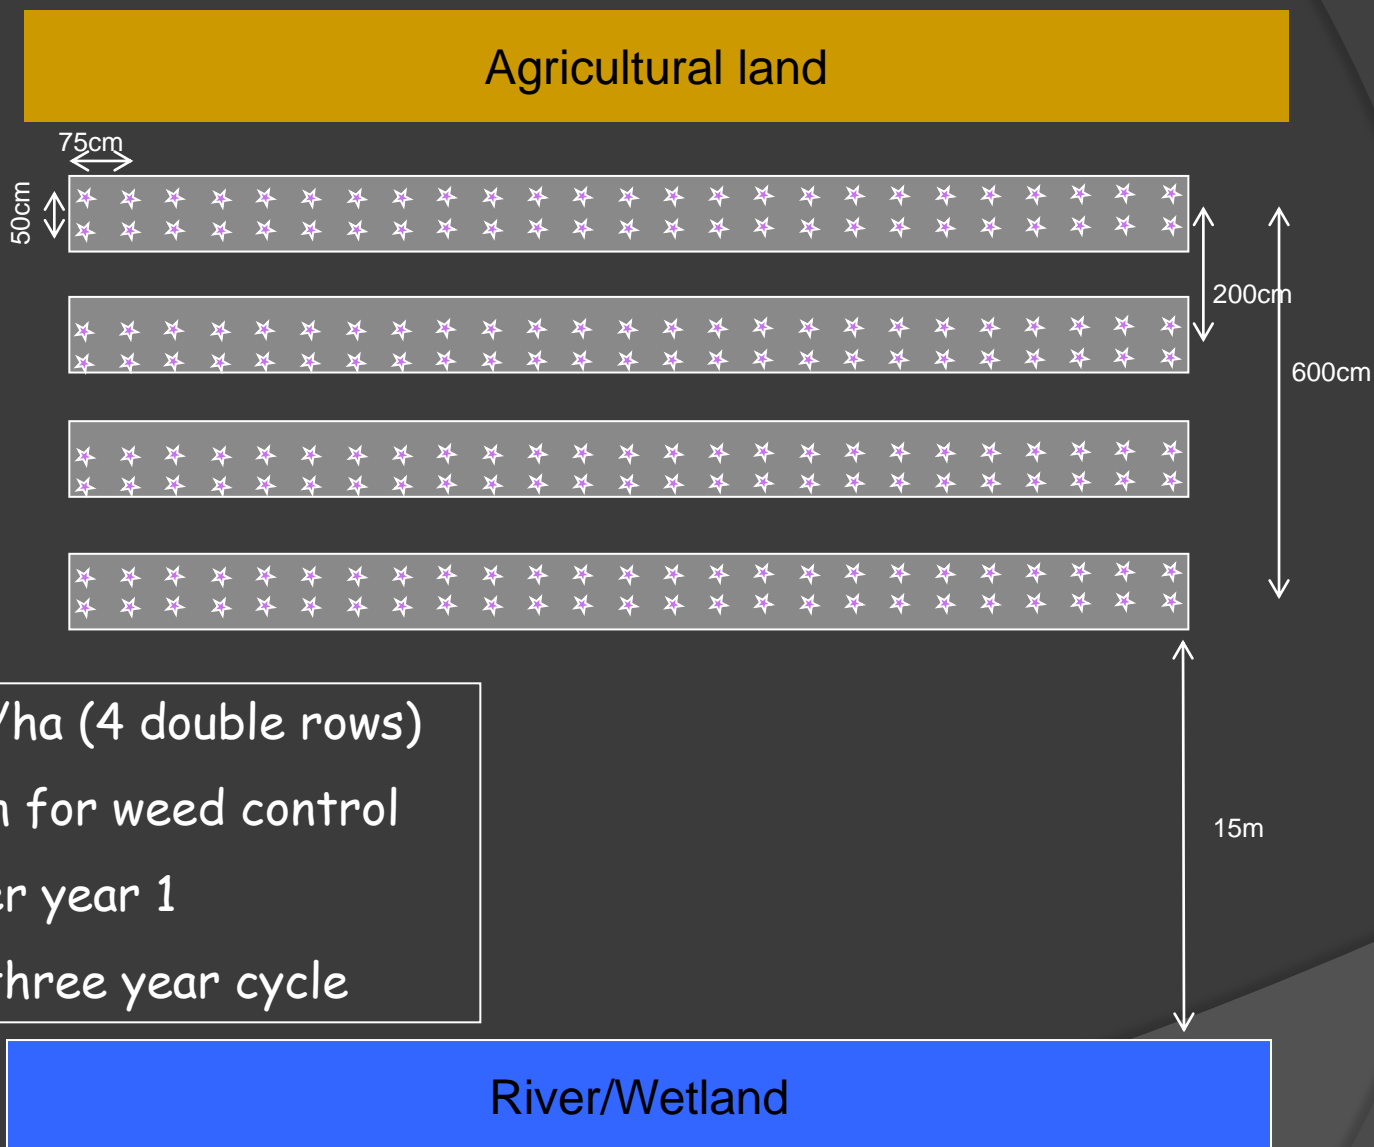 Agricultural land
75cm
50cm
200cm
600cm
/ha (4 double rows)
for weed control
year 1
three year cycle
15m
River/Wetland